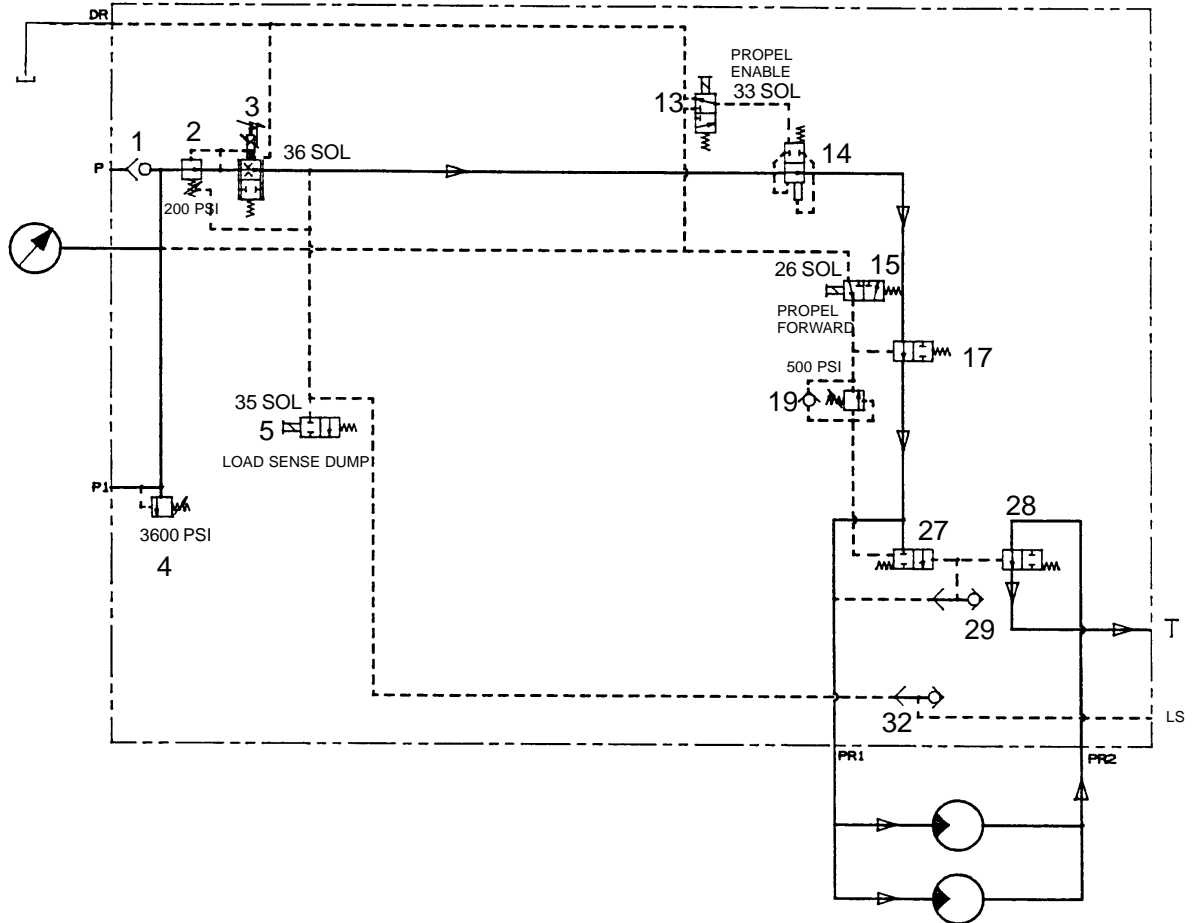 DR
PROPEL
ENABLE
33 SOL
13
1
2
3
36 SOL
14
P
200 PSI
26 SOL
15
PROPEL
FORWARD
17
500 PSI
19
35 SOL
5
LOAD SENSE DUMP
P1
3600 PSI
4
27
28
29
T
32
LS
PR1
PR2